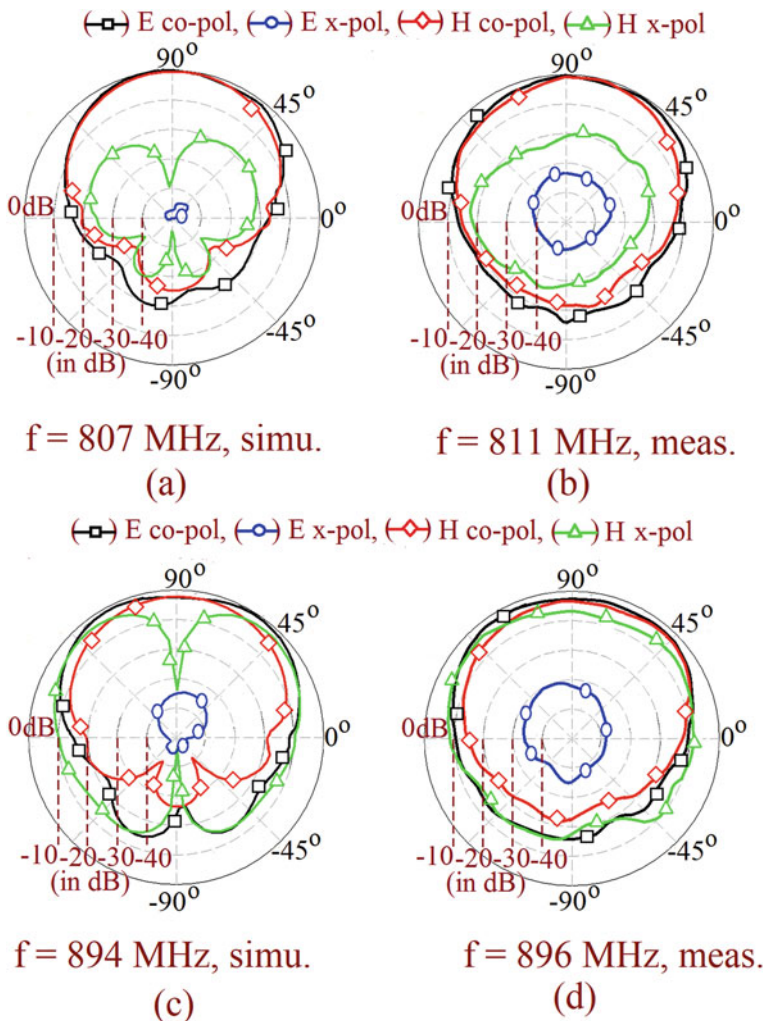 (-) E co-pol, (-) E x-pol, (-) H co-pol, (-) H x-pol
90° 90°
45° 45°
0dB 0° 0dB 0°
-45° -45°
-10 -20 -30 -40 -10 -20 -30 -40
(in dB) (in dB)
-90° -90°
f = 807 MHz, simu. f = 811 MHz, meas.
(a) (b)
(-) E co-pol, (-) E x-pol, (-) H co-pol, (-) H x-pol
90° 90°
45° 45°
0dB 0° 0dB 0°
-45° -45°
-10 -20 -30 -40 -10 -20 -30 -40
(in dB) (in dB)
-90° -90°
f = 894 MHz, simu. f = 896 MHz, meas.
(c) (d)